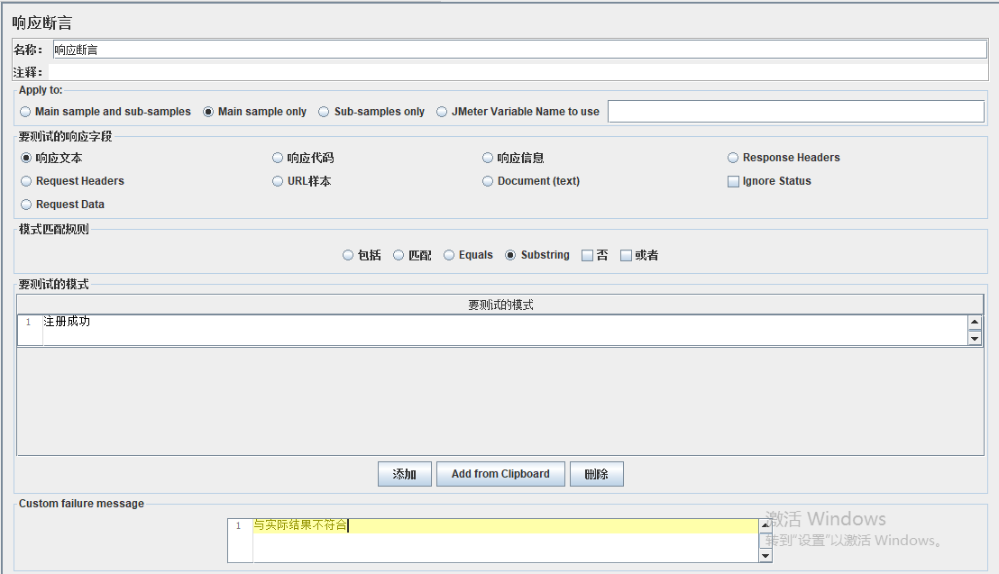 响应断言
名称： 响应断言
注释：
Apply to:
Main sample and sub-samples Main sample only Sub-samples only JMeter Variable Name to use
要测试的响应字段
响应文本 响应代码 响应信息 Response Headers
Request Headers URL样本 Document (text) Ignore Status
Request Data
模式匹配规则
包括 匹配 Equals Substring 否 或者
要测试的模式
要测试的模式
1 注册成功
添加 Add from Clipboard 删除
Custom failure message
1 与实际结果不符合
激活 Windows
转到"设置"以激活 Windows。